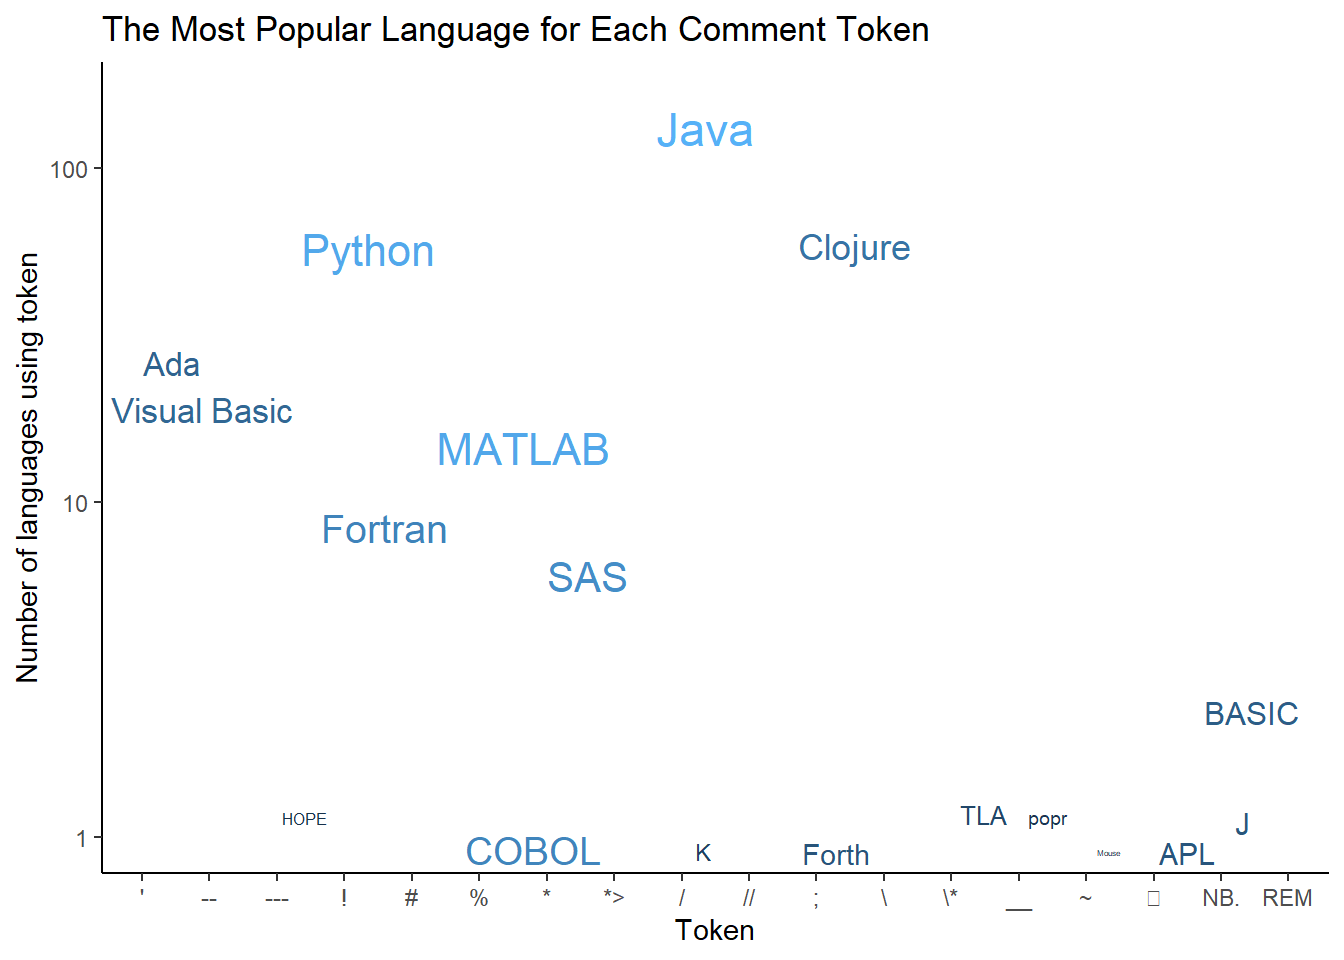 The Most Popular Language for Each Comment Token
Number of languages using token
100
10
1
Java
Python
Clojure
Ada
Visual Basic
MATLAB
Fortran
SAS
BASIC
HOPE
TLA
popr
J
COBOL
K
Forth
Mouse
APL
' -- --- ! # % * *> / // ; \ \* __ ~ NB. REM
Token